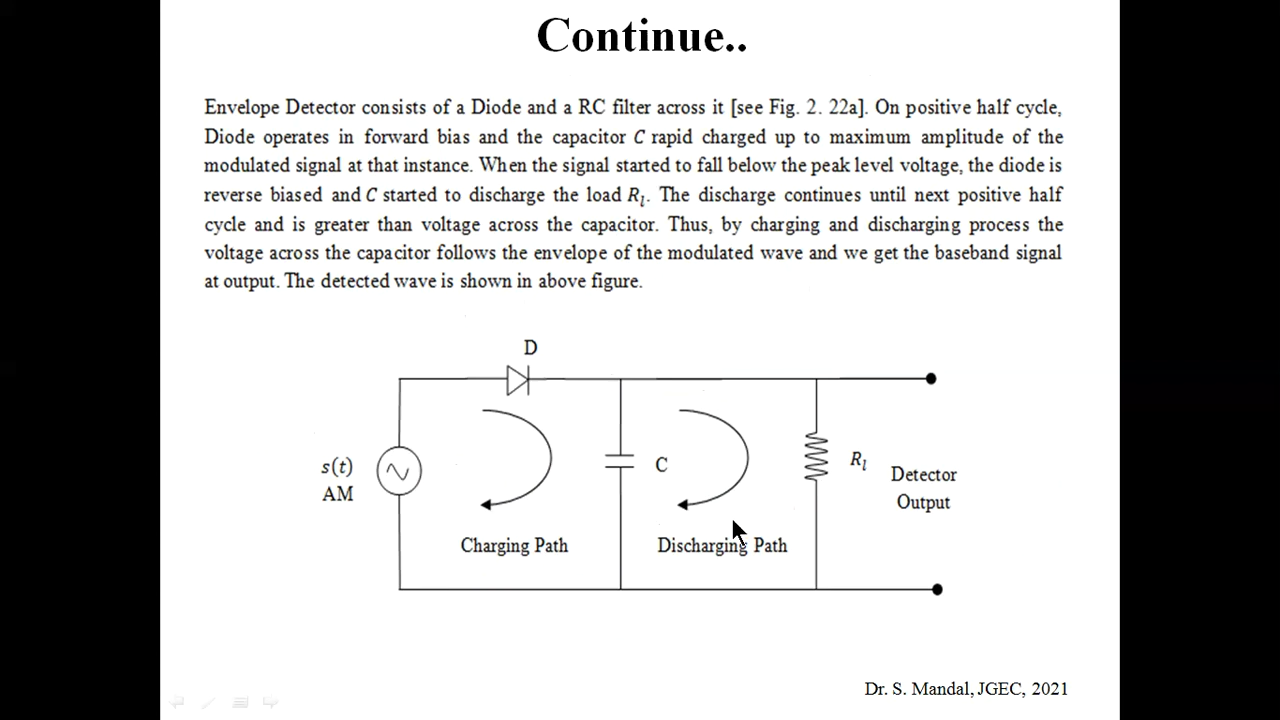 Continue..
Envelope Detector consists of a Diode and a RC filter across it [see Fig. 2. 22a]. On positive half cycle,
Diode operates in forward bias and the capacitor C rapid charged up to maximum amplitude of the
modulated signal at that instance. When the signal started to fall below the peak level voltage, the diode is
reverse biased and C started to discharge the load Rₗ. The discharge continues until next positive half
cycle and is greater than voltage across the capacitor. Thus, by charging and discharging process the
voltage across the capacitor follows the envelope of the modulated wave and we get the baseband signal
at output. The detected wave is shown in above figure.
D
s(t)
AM
C
Rₗ
Detector
Output
Charging Path
Discharging Path
Dr. S. Mandal, JGEC, 2021